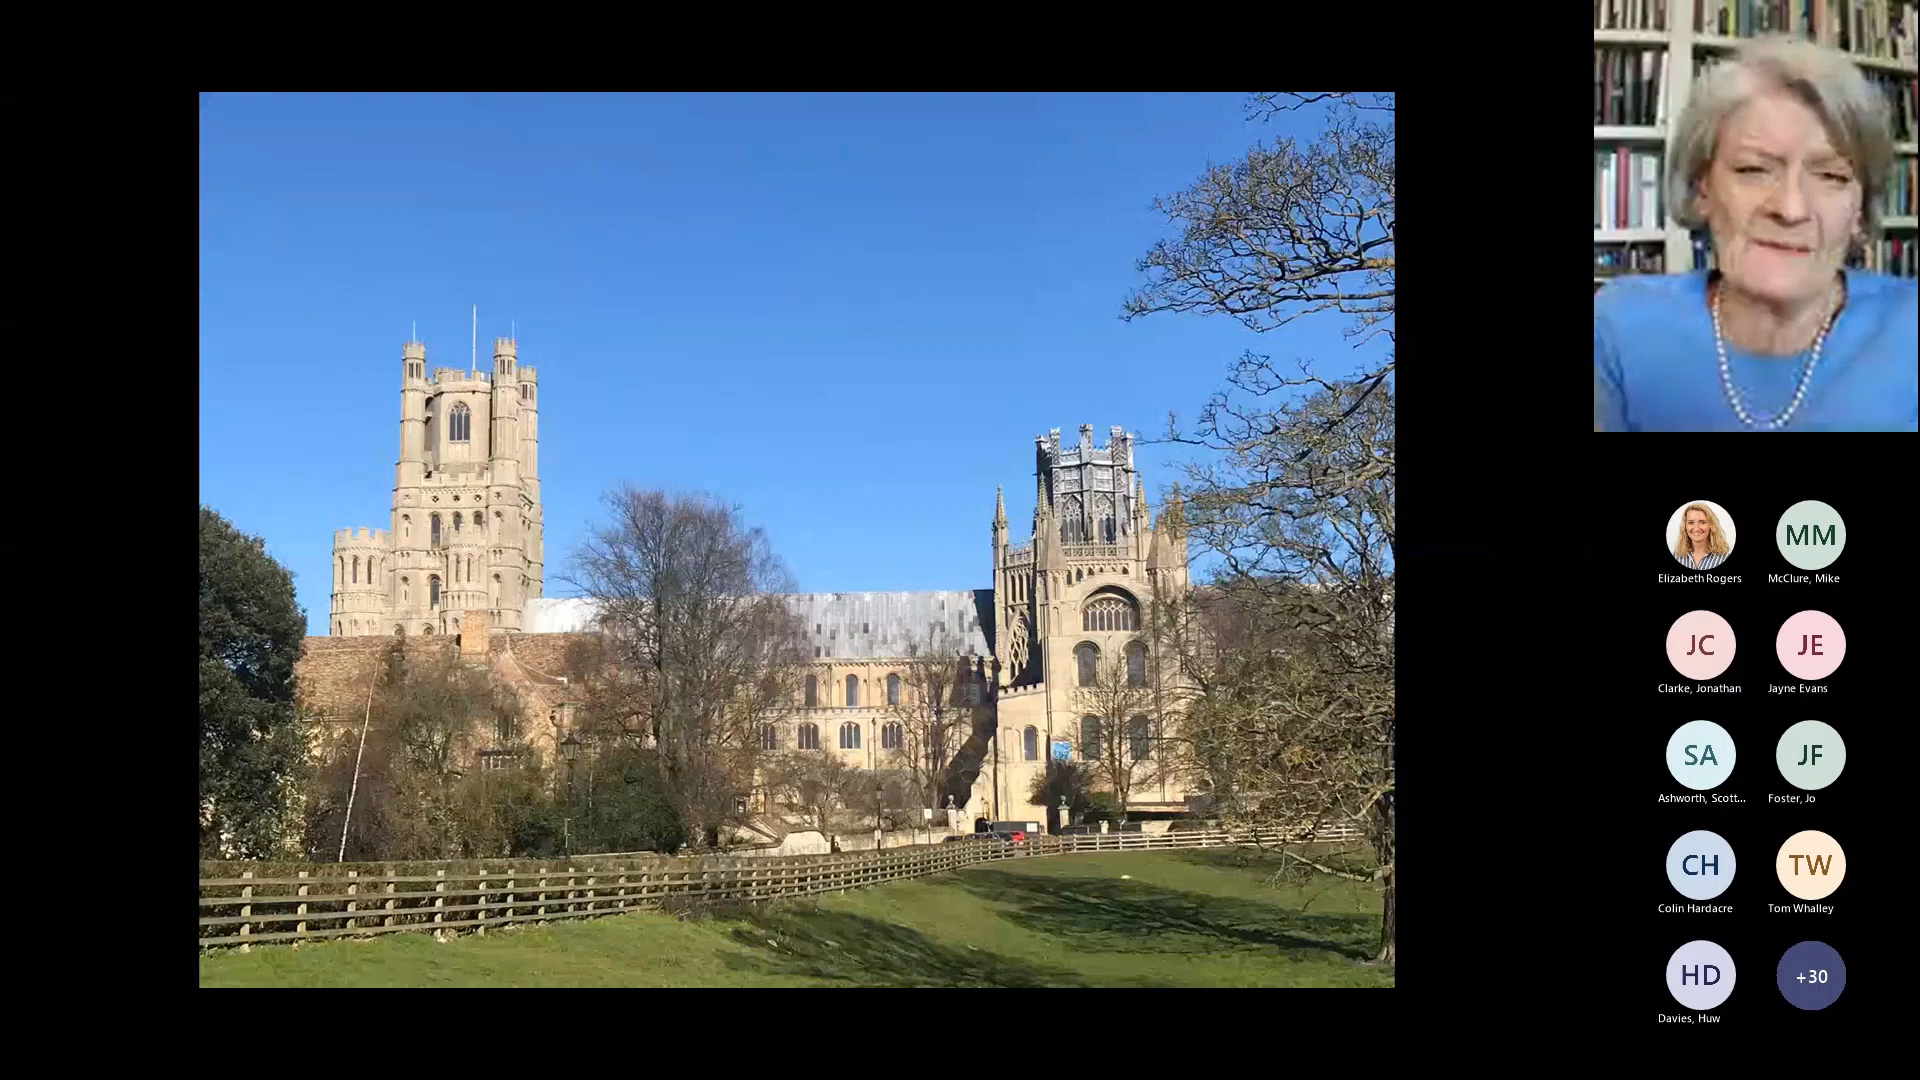 Elizabeth Rogers
MM
McClure, Mike
JC
Clarke, Jonathan
JE
Jayne Evans
SA
Ashworth, Scott...
JF
Foster, Jo
CH
Colin Hardacre
TW
Tom Whalley
HD
Davies, Huw
+30